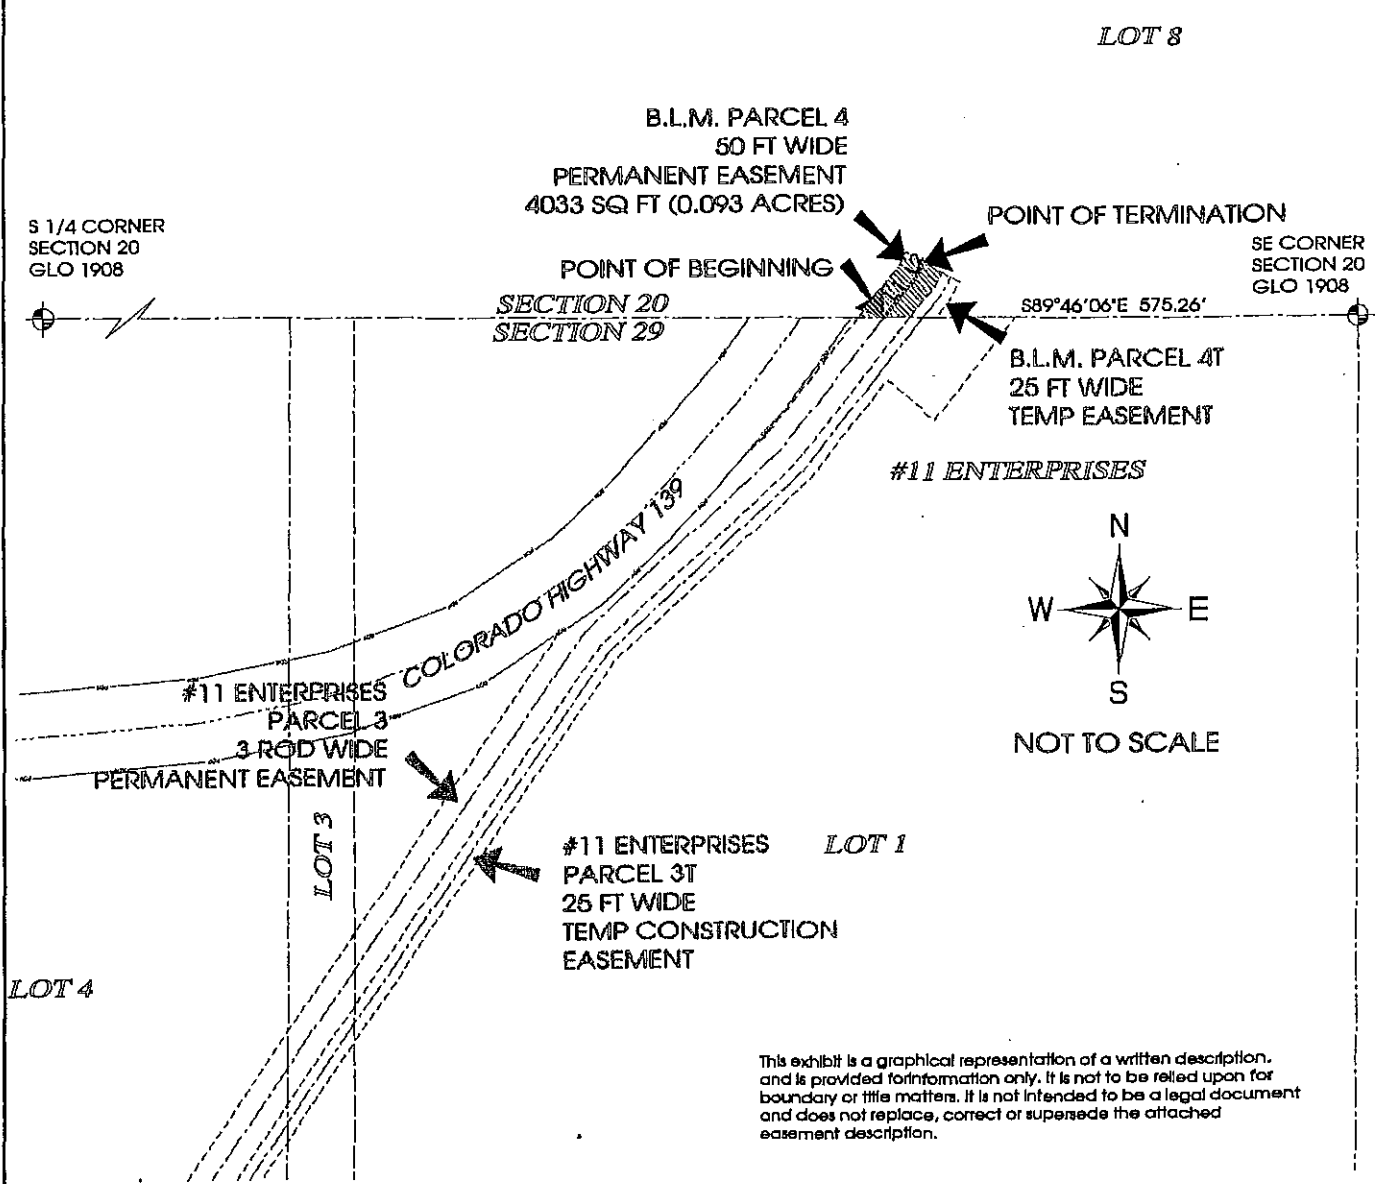 LOT 8
B.L.M. PARCEL 4
50 FT WIDE
PERMANENT EASEMENT
4033 SQ FT (0.093 ACRES)
POINT OF TERMINATION
S 1/4 CORNER
SECTION 20
GLO 1908
SE CORNER
SECTION 20
GLO 1908
POINT OF BEGINNING
SECTION 20
SECTION 29
S89°46'06"E 575.26'
B.L.M. PARCEL 4T
25 FT WIDE
TEMP EASEMENT
#11 ENTERPRISES
COLORADO HIGHWAY 139
N
W E
S
NOT TO SCALE
#11 ENTERPRISES
PARCEL 3
3 ROD WIDE
PERMANENT EASEMENT
LOT 3
#11 ENTERPRISES
PARCEL 3T
25 FT WIDE
TEMP CONSTRUCTION
EASEMENT
LOT 1
LOT 4
This exhibit is a graphical representation of a written description.
and is provided forinformation only. It is not to be relied upon for
boundary or title matters. It is not intended to be a legal document
and does not replace, correct or supersede the attached
easement description.